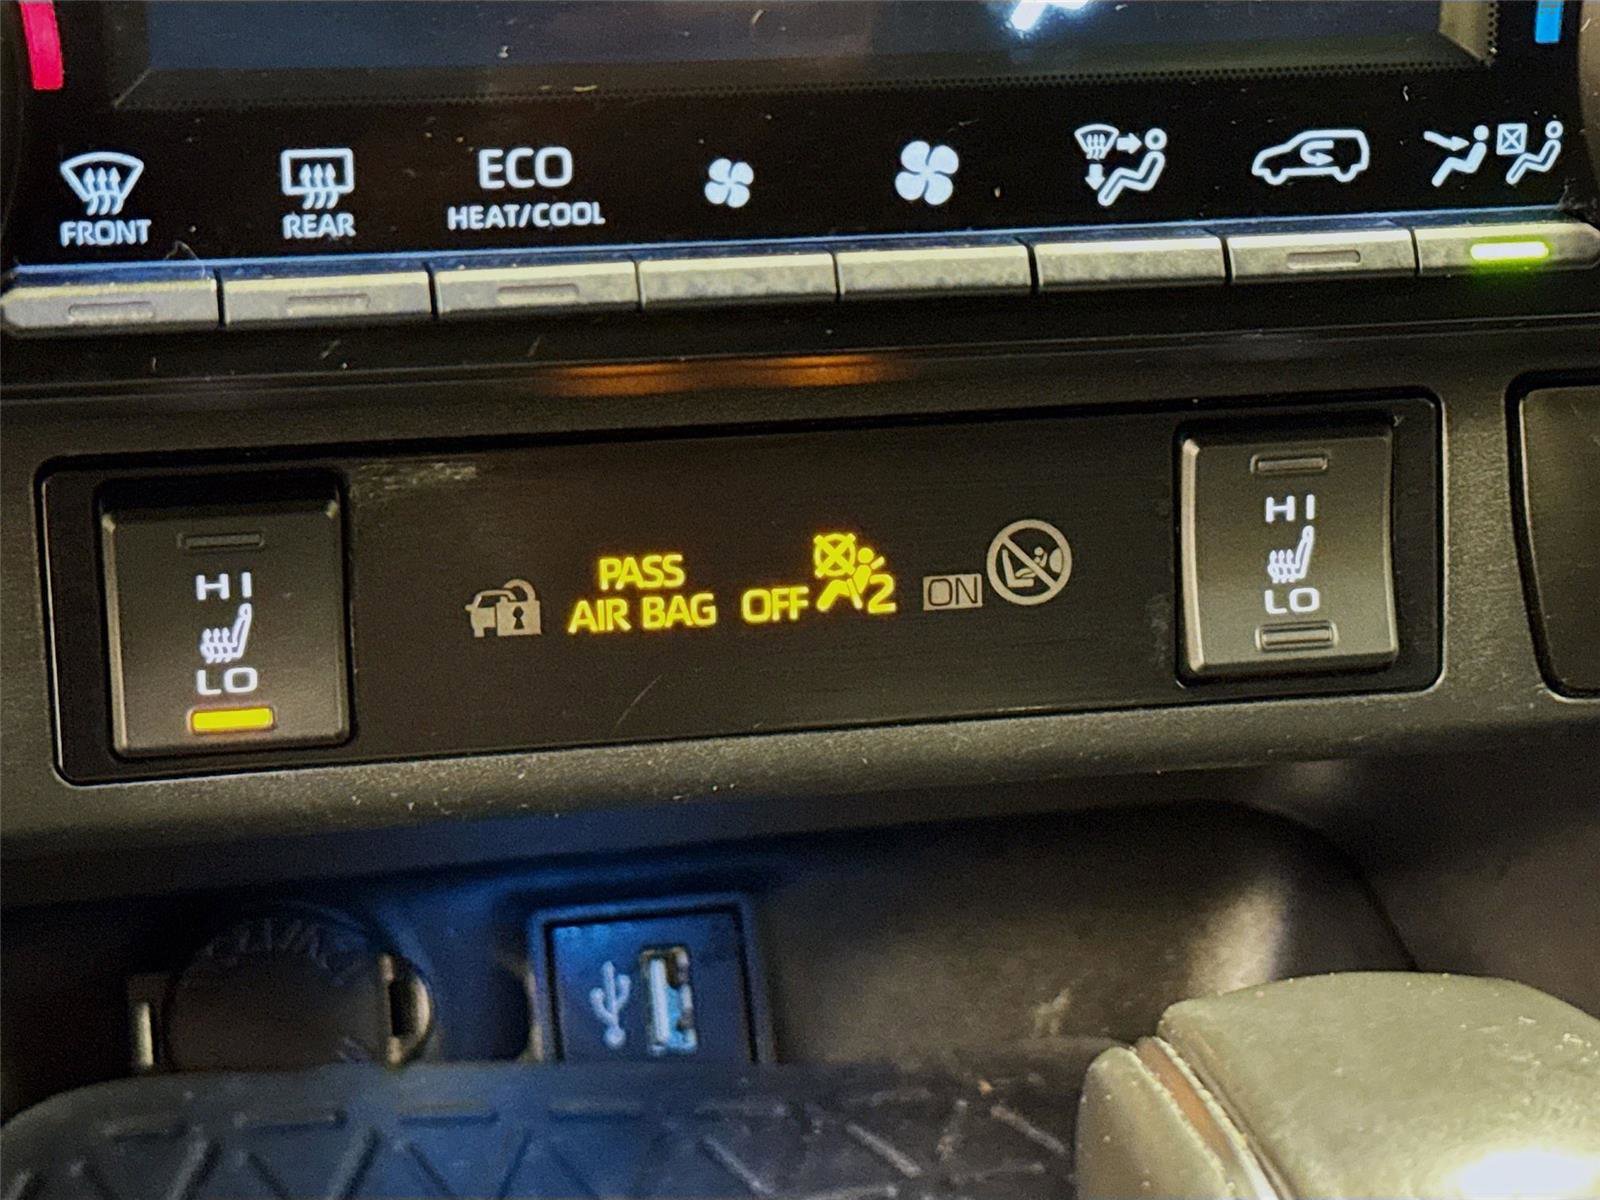 FRONT
REAR
ECO
HEAT/COOL
HI
LO
PASS
AIR BAG
OFF
2
ON
HI
LO